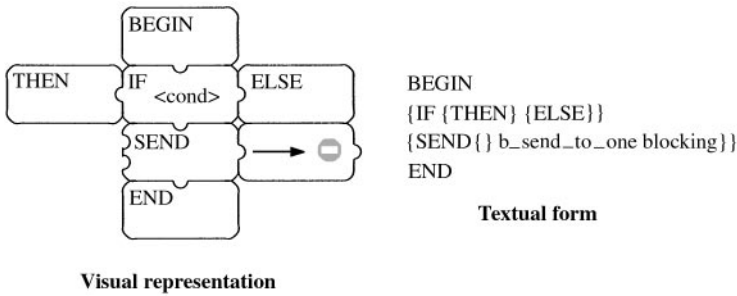 BEGIN
THEN
IF
ELSE
<cond>
SEND
END
Visual representation
BEGIN
{IF {THEN} {ELSE}}
{SEND{} b_send_to_one blocking}}
END
Textual form